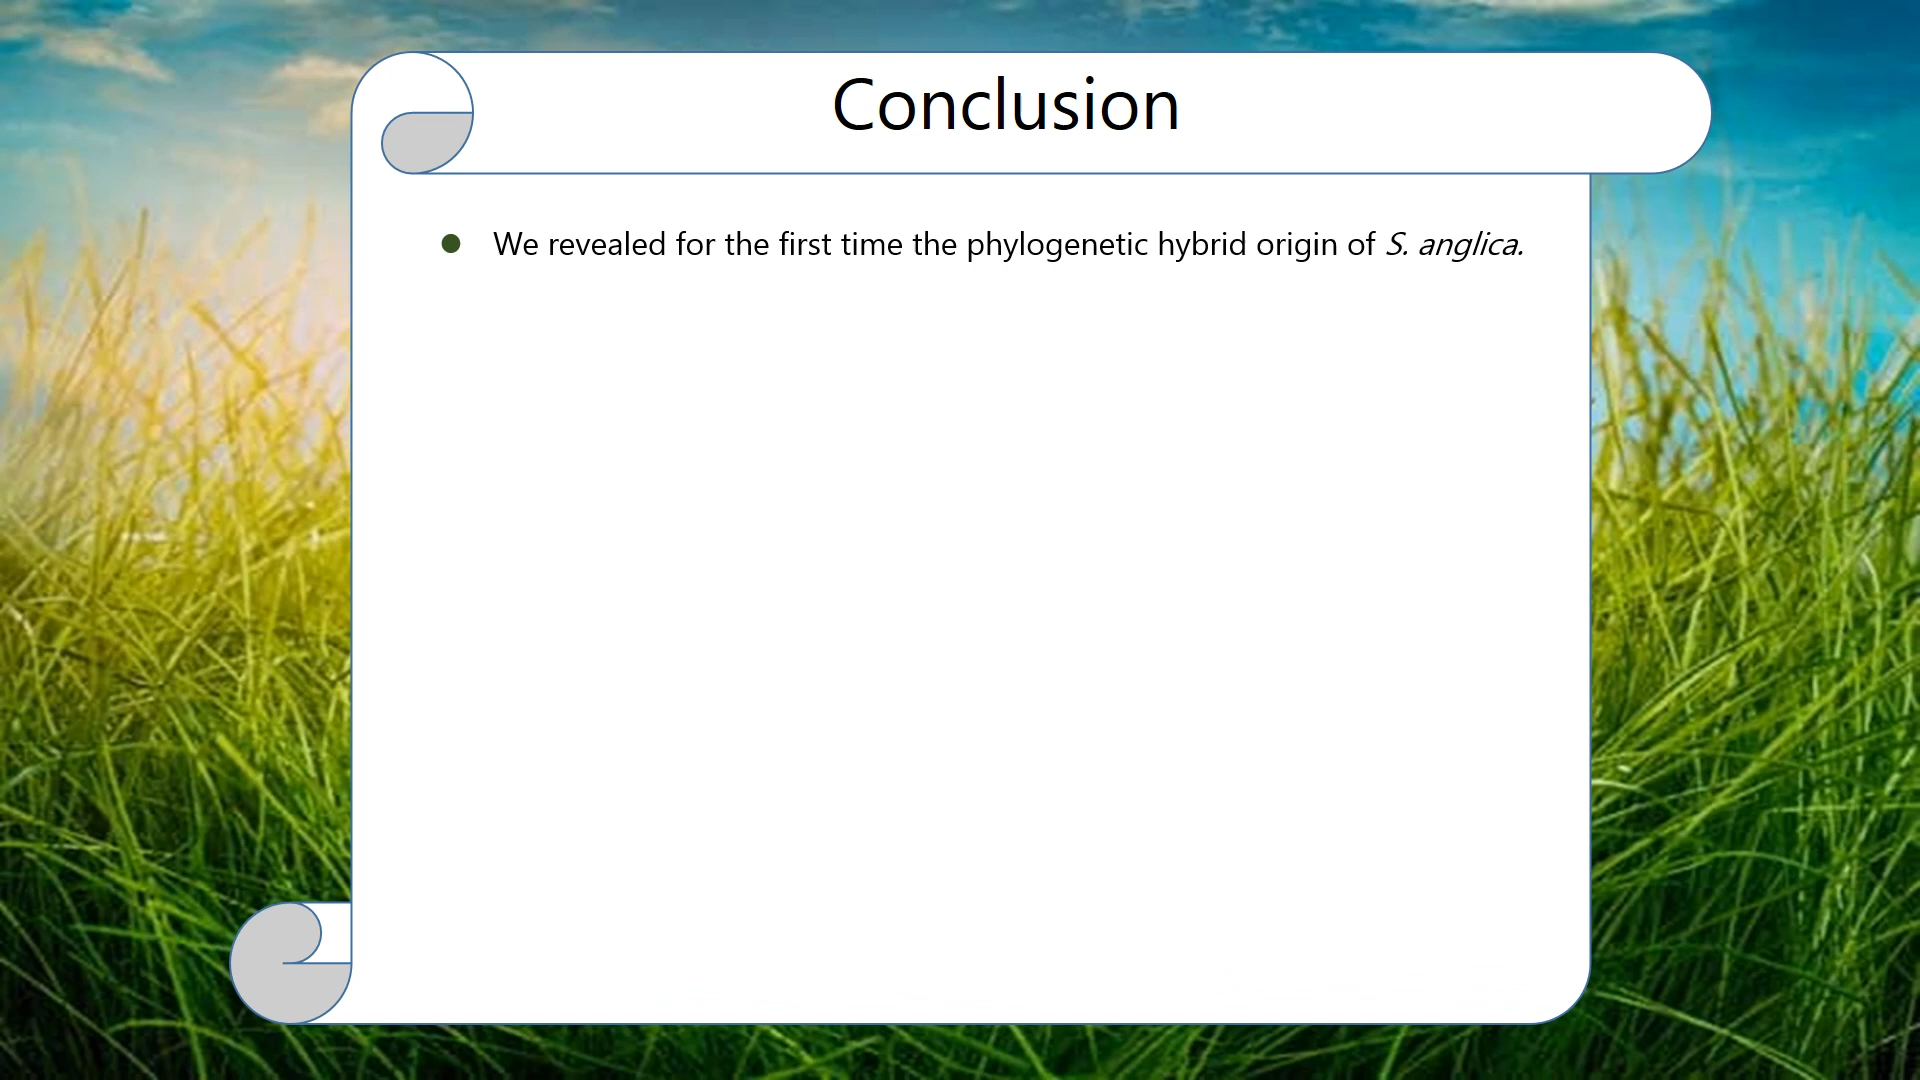 Conclusion
We revealed for the first time the phylogenetic hybrid origin of S. anglica.